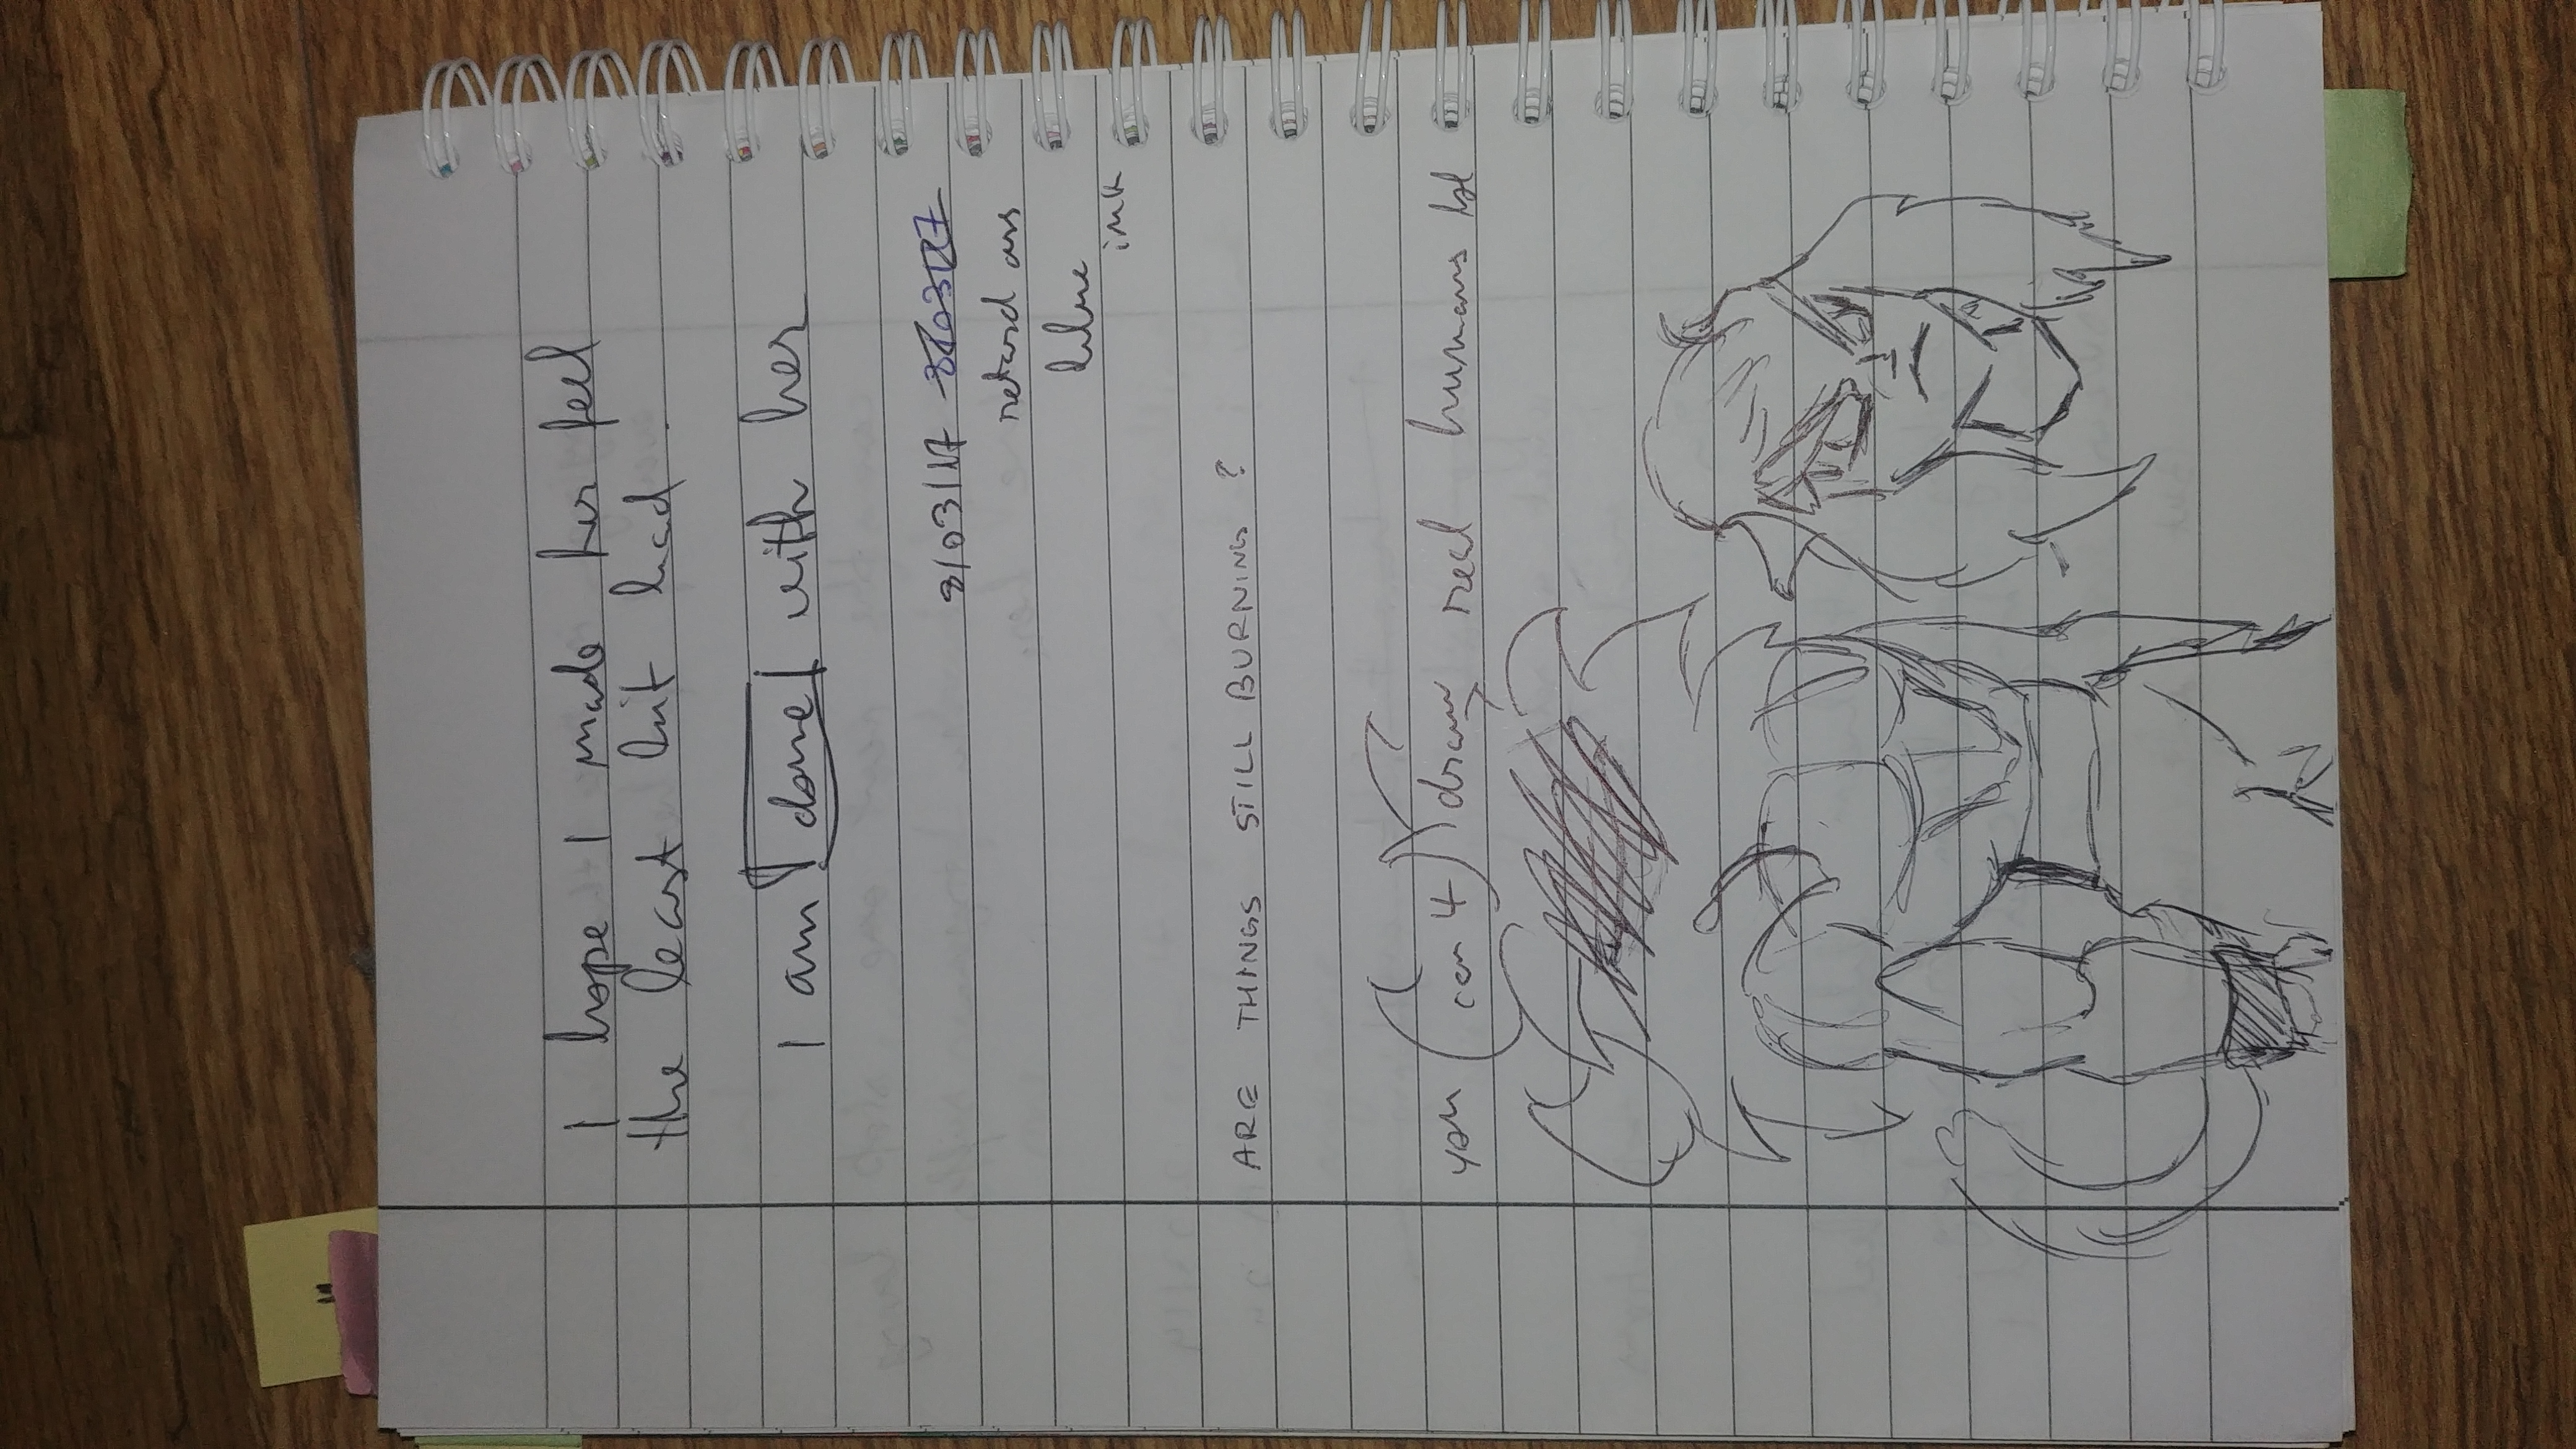 I hope I made her feel
the least bit bad.
I am done with her
8/03/17 8/03/17
retard ass
blue
ink
ARE THINGS STILL BURNING ?
you (can 4) draw real humans lol